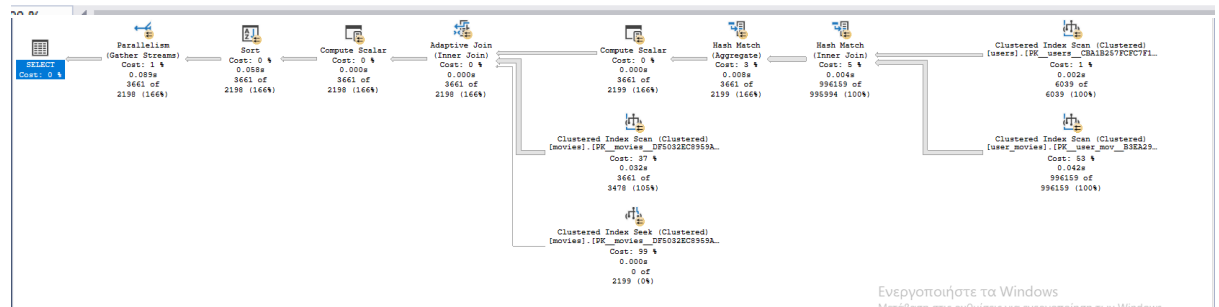 SELECT
Cost: 0 %
Parallelism
(Gather Streams)
Cost: 1 %
0.089s
3661 of
2198 (166%)
Sort
Cost: 0 %
0.058s
3661 of
2198 (166%)
Compute Scalar
Cost: 0 %
0.000s
3661 of
2198 (166%)
Adaptive Join
(Inner Join)
Cost: 0 %
0.000s
3661 of
2198 (166%)
Compute Scalar
Cost: 0 %
0.000s
3661 of
2199 (166%)
Hash Match
(Aggregate)
Cost: 3 %
0.008s
3661 of
2199 (166%)
Hash Match
(Inner Join)
Cost: 5 %
0.004s
996159 of
995994 (100%)
Clustered Index Scan (Clustered)
[users].[PK__users__CBA1B257FCFC7F1…
Cost: 1 %
0.002s
6039 of
6039 (100%)
Clustered Index Scan (Clustered)
[movies].[PK__movies__DF5032EC8959A…
Cost: 37 %
0.032s
3661 of
3478 (105%)
Clustered Index Scan (Clustered)
[user_movies].[PK__user_mov__B3EA29…
Cost: 53 %
0.042s
996159 of
996159 (100%)
Clustered Index Seek (Clustered)
[movies].[PK__movies__DF5032EC8959A…
Cost: 99 %
0.000s
0 of
2199 (0%)
Ενεργοποιήστε τα Windows